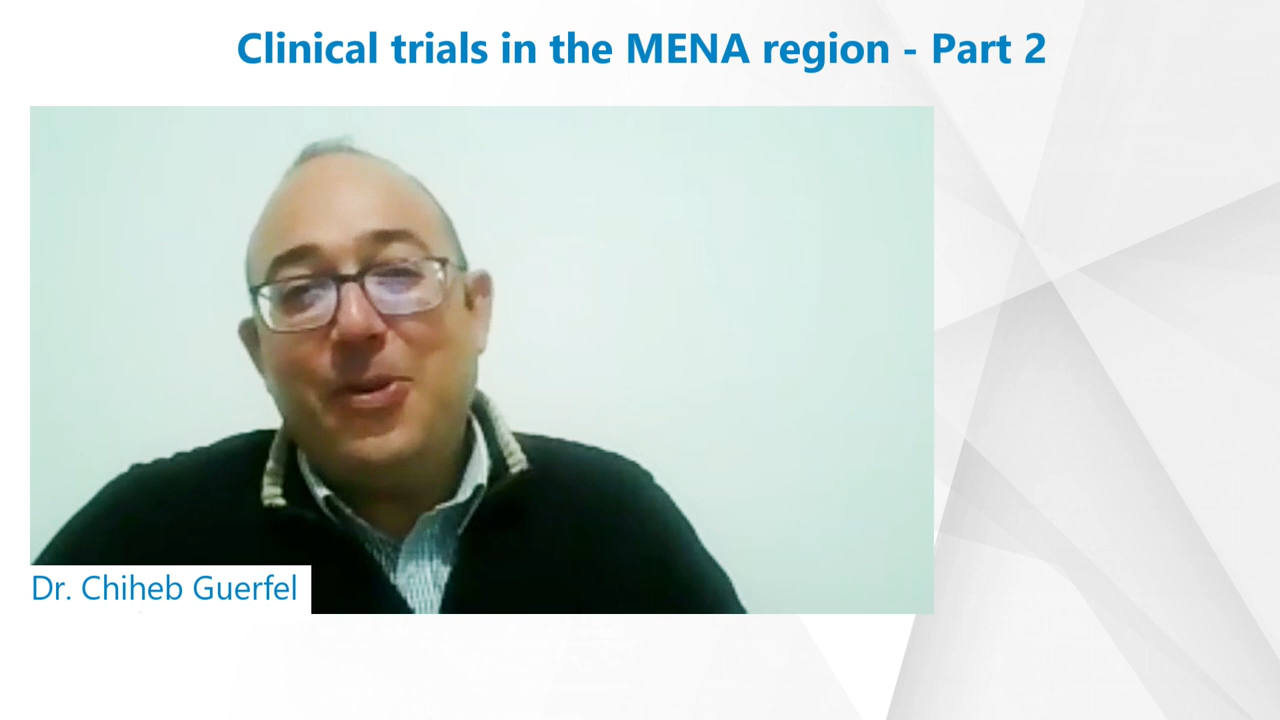 Clinical trials in the MENA region - Part 2
Dr. Chiheb Guerfel